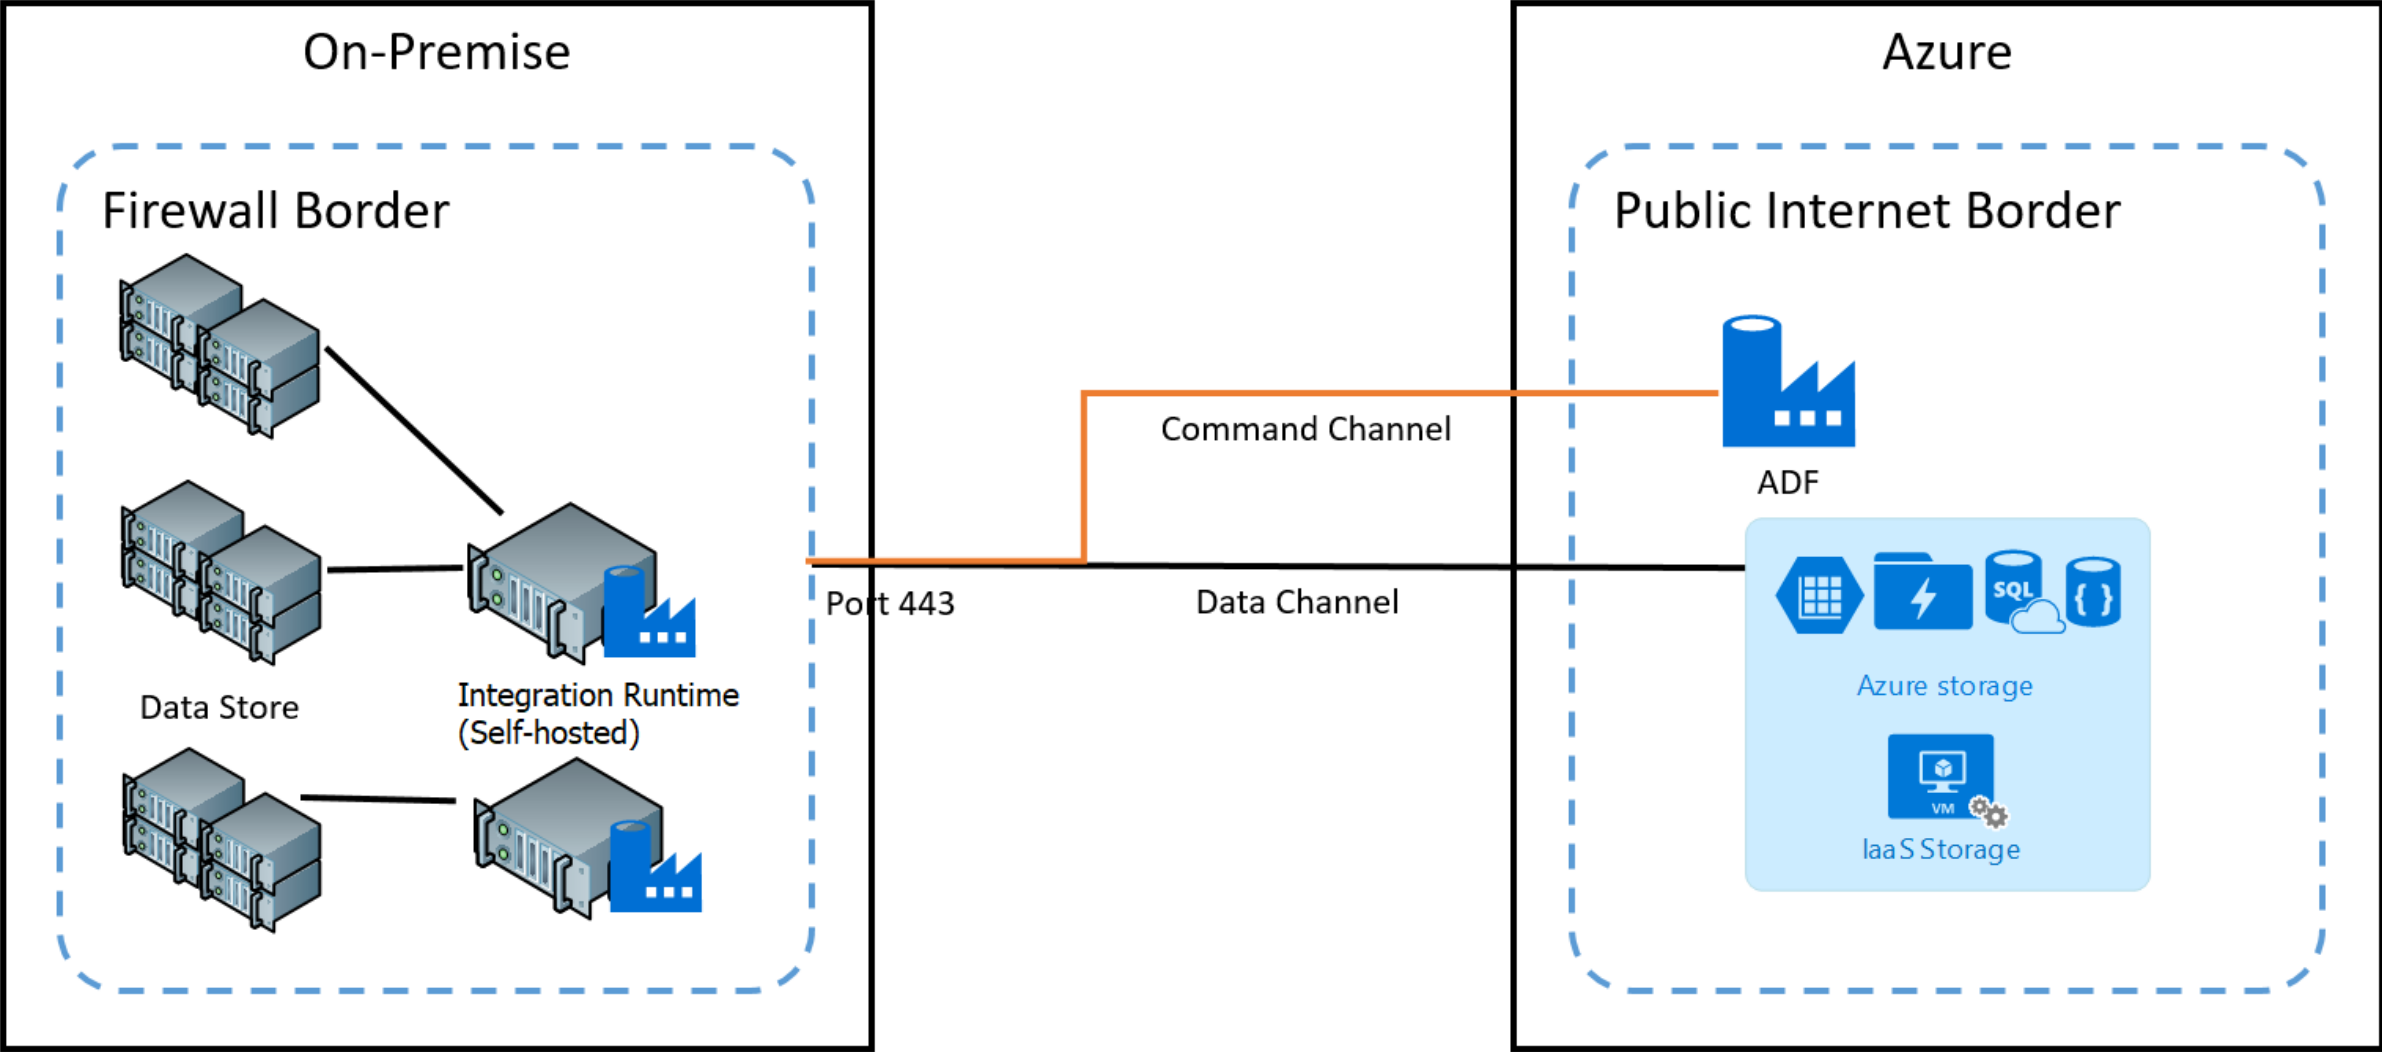 On-Premise
Firewall Border
Data Store
Integration Runtime
(Self-hosted)
Port 443
Command Channel
Data Channel
Azure
Public Internet Border
ADF
SQL
{ }
Azure storage
VM
IaaS Storage